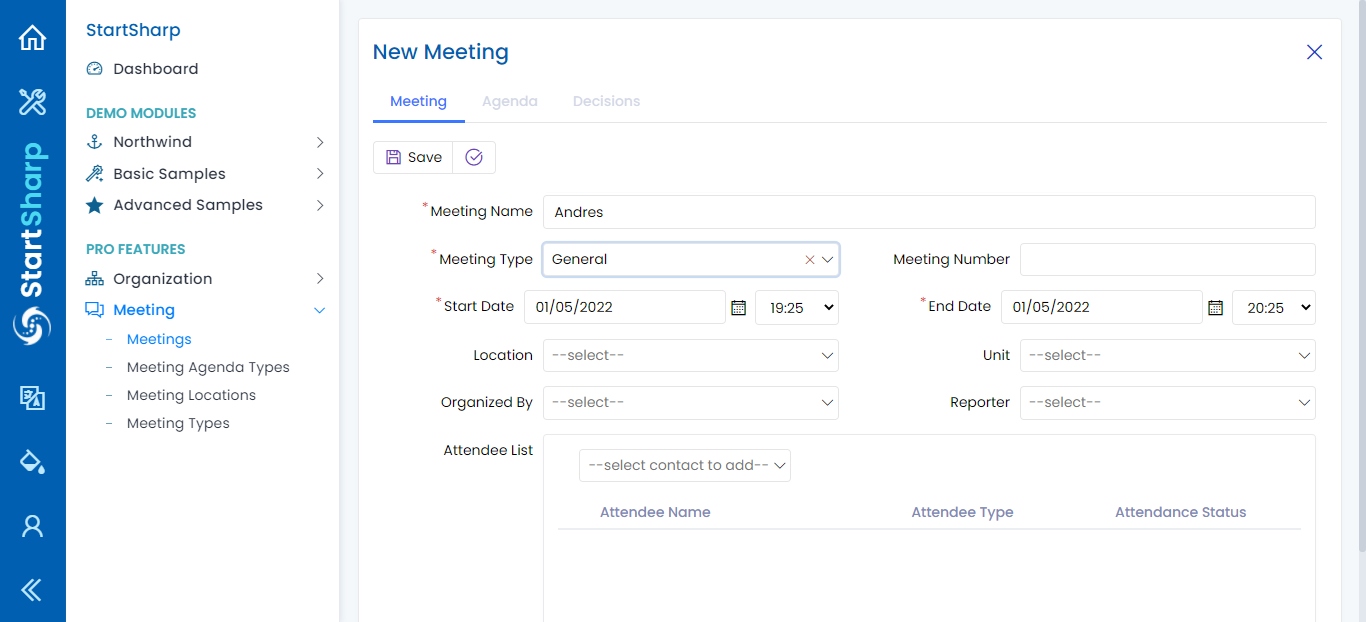 StartSharp
StartSharp
Dashboard
DEMO MODULES
Northwind
Basic Samples
Advanced Samples
PRO FEATURES
Organization
Meeting
Meetings
Meeting Agenda Types
Meeting Locations
Meeting Types
New Meeting
Meeting Agenda Decisions
Save
*Meeting Name Andres
*Meeting Type General Meeting Number
*Start Date 01/05/2022 19:25 *End Date 01/05/2022 20:25
Location --select-- Unit --select--
Organized By --select-- Reporter --select--
Attendee List
--select contact to add--
Attendee Name Attendee Type Attendance Status